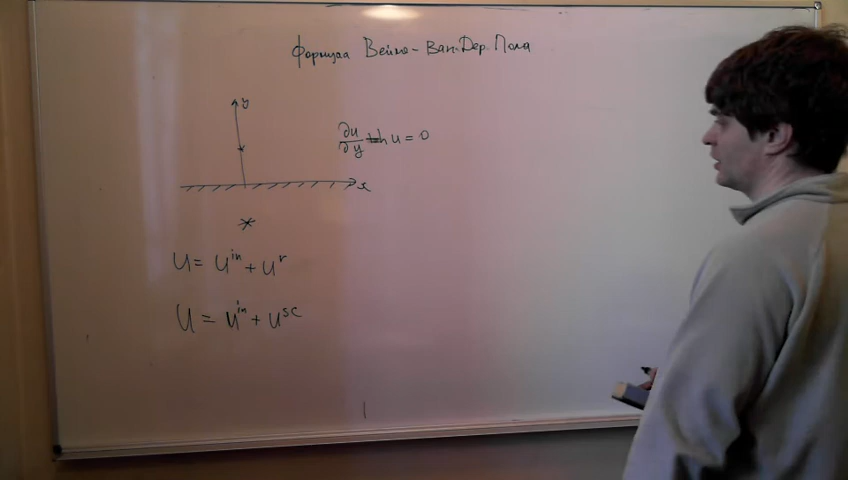 Формула Вейля-Ван-Дер-Пола
y
∂u/∂y + h u = 0
x
U = U^in + U^r
U = U^in + U^sc